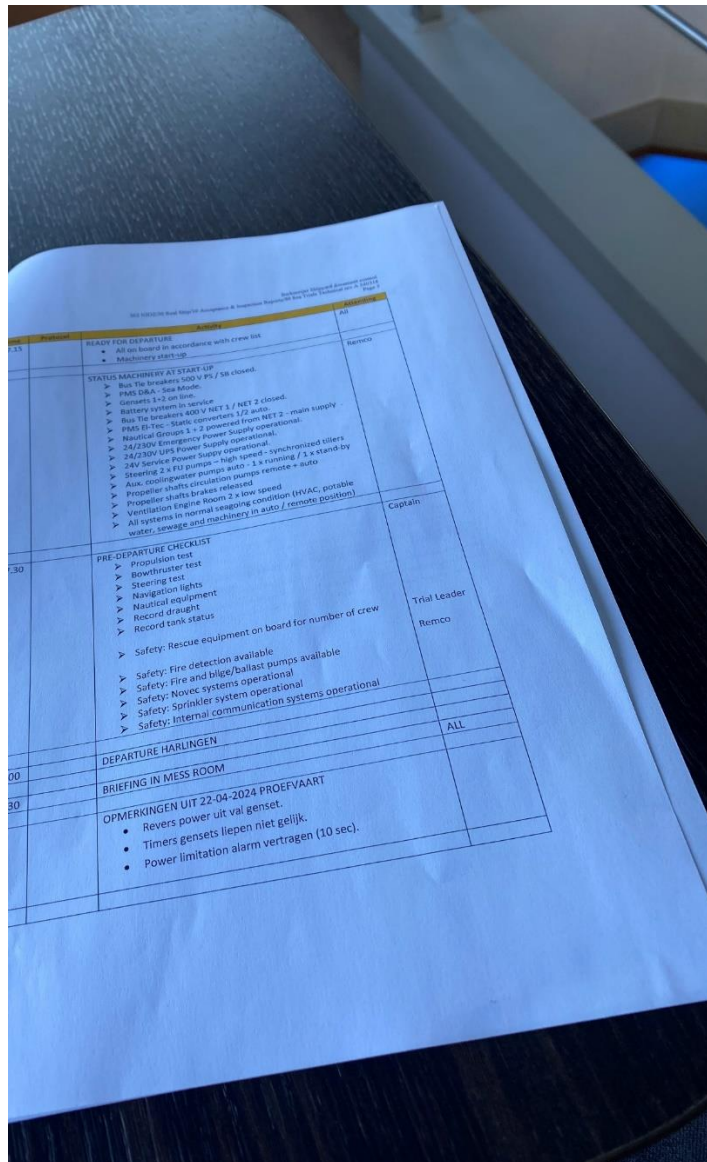 Page 2
Protocol Activity Attending
7.15 READY FOR DEPARTURE All
• All on board in accordance with crew list
• Machinery start-up
STATUS MACHINERY AT START-UP Remco
➢ Bus Tie breakers 500 V PS / SB closed.
➢ PMS D&A - Sea Mode.
➢ Gensets 1+2 on line.
➢ Battery system in service
➢ Bus Tie breakers 400 V NET 1 / NET 2 closed.
➢ PMS El-Tec - Static converters 1/2 auto.
➢ Nautical Groups 1 + 2 powered from NET 2 - main supply
➢ 24/230V Emergency Power Supply operational.
➢ 24/230V UPS Power Supply operational.
➢ 24V Service Power Suppy operational.
➢ Steering 2 x FU pumps – high speed - synchronized tillers
➢ Aux. coolingwater pumps auto - 1 x running / 1 x stand-by
➢ Propeller shafts circulation pumps remote + auto
➢ Propeller shafts brakes released
➢ Ventilation Engine Room 2 x low speed
➢ All systems in normal seagoing condition (HVAC, potable
water, sewage and machinery in auto / remote position)
.30 PRE-DEPARTURE CHECKLIST Captain
➢ Propulsion test
➢ Bowthruster test
➢ Steering test
➢ Navigation lights
➢ Nautical equipment
➢ Record draught
➢ Record tank status
➢ Safety: Rescue equipment on board for number of crew Trial Leader
➢ Safety: Fire detection available Remco
➢ Safety: Fire and bilge/ballast pumps available
➢ Safety: Novec systems operational
➢ Safety: Sprinkler system operational
➢ Safety: Internal communication systems operational
00 DEPARTURE HARLINGEN
30 BRIEFING IN MESS ROOM ALL
OPMERKINGEN UIT 22-04-2024 PROEFVAART
• Revers power uit val genset.
• Timers gensets liepen niet gelijk.
• Power limitation alarm vertragen (10 sec).